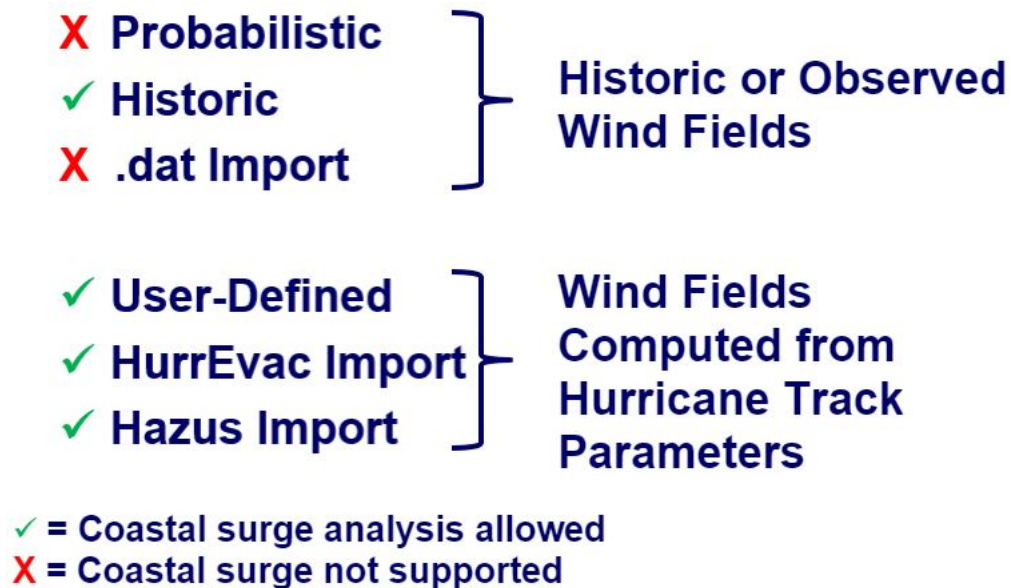 X Probabilistic
✓ Historic
X .dat Import
Historic or Observed
Wind Fields
✓ User-Defined
✓ HurrEvac Import
✓ Hazus Import
Wind Fields
Computed from
Hurricane Track
Parameters
✓ = Coastal surge analysis allowed
X = Coastal surge not supported